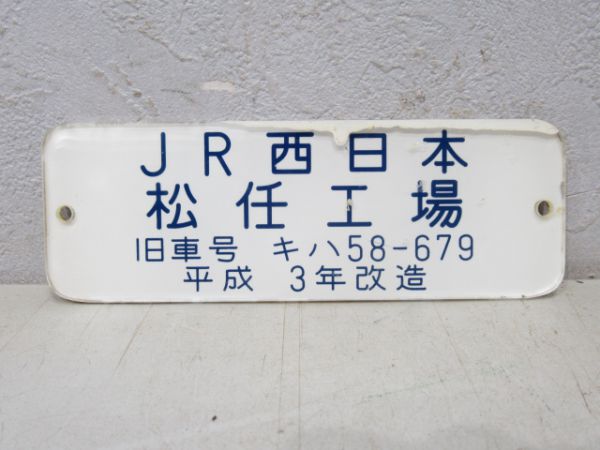 JR西日本
松任工場
旧車号 キハ58-679
平成 3年改造